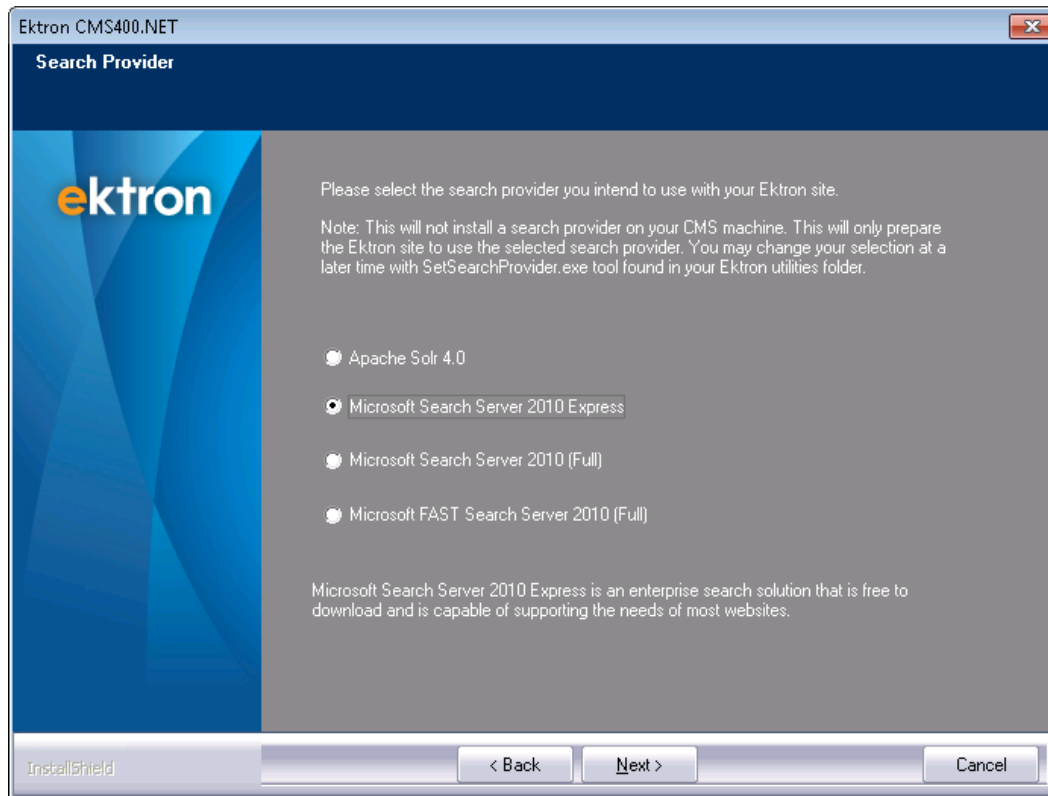 Ektron CMS400.NET
Search Provider
ektron
Please select the search provider you intend to use with your Ektron site.
Note: This will not install a search provider on your CMS machine. This will only prepare
the Ektron site to use the selected search provider. You may change your selection at a
later time with SetSearchProvider.exe tool found in your Ektron utilities folder.
Apache Solr 4.0
Microsoft Search Server 2010 Express
Microsoft Search Server 2010 (Full)
Microsoft FAST Search Server 2010 (Full)
Microsoft Search Server 2010 Express is an enterprise search solution that is free to
download and is capable of supporting the needs of most websites.
InstallShield
< Back
Next >
Cancel